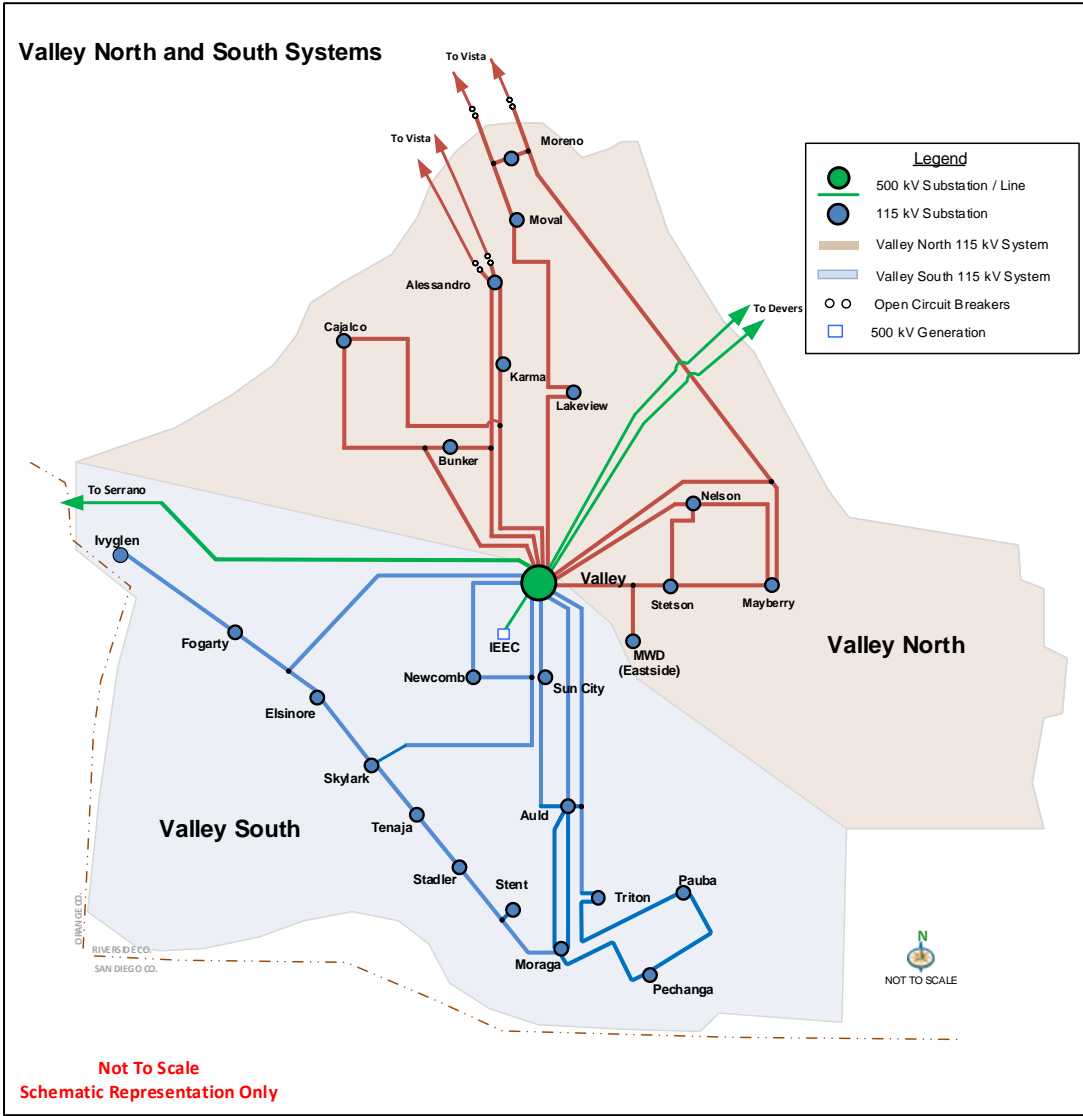 Valley North and South Systems
To Vista
To Vista
Moreno
Legend
500 kV Substation / Line
115 kV Substation
Valley North 115 kV System
Valley South 115 kV System
Open Circuit Breakers
500 kV Generation
Moval
Alessandro
To Devers
Cajalco
Karma
Lakeview
Bunker
To Serrano
Nelson
Ivyglen
Valley
Stetson
Mayberry
Fogarty
IEEC
MWD
(Eastside)
Valley North
Newcomb
Sun City
Elsinore
Skylark
Auld
Tenaja
Valley South
Stadler
Stent
Triton
Pauba
ORANGE CO.
RIVERSIDE CO.
SAN DIEGO CO.
Moraga
Pechanga
N
NOT TO SCALE
Not To Scale
Schematic Representation Only